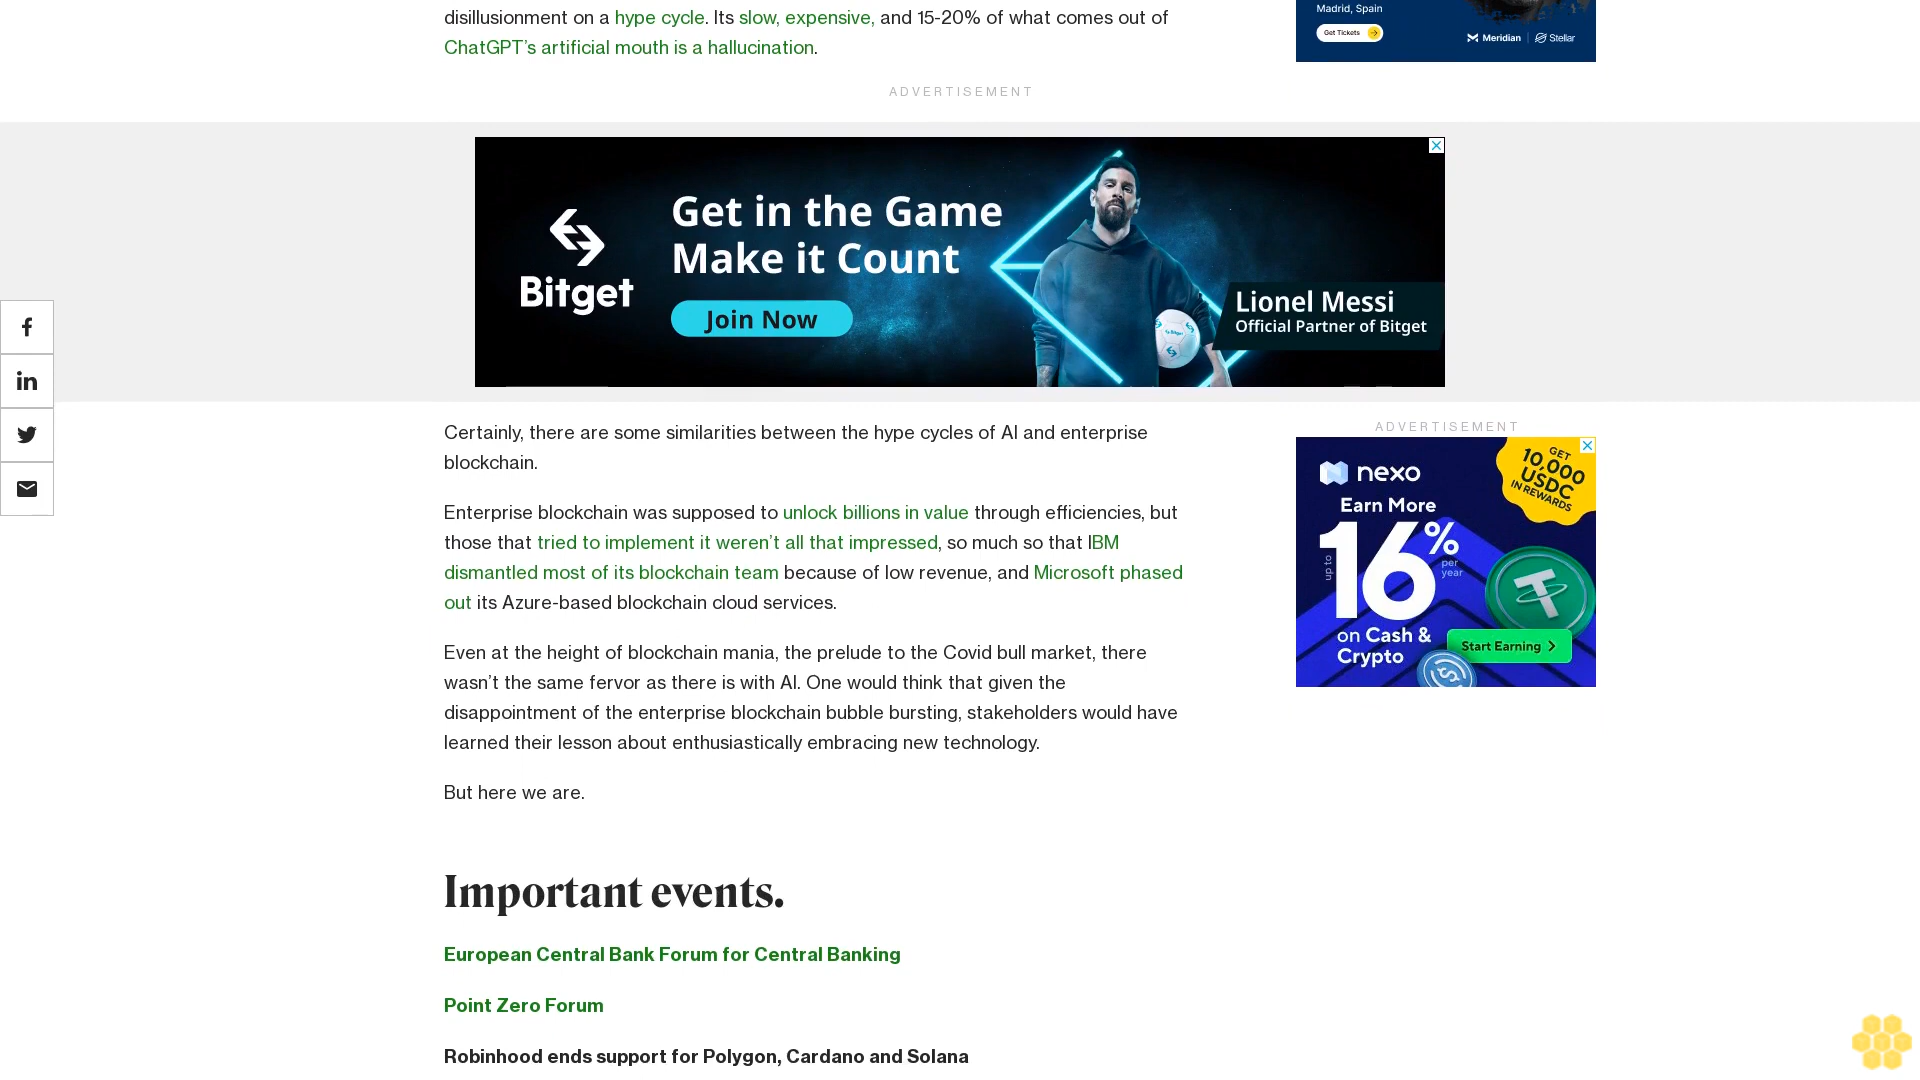 disillusionment on a hype cycle. Its slow, expensive, and 15-20% of what comes out of
ChatGPT’s artificial mouth is a hallucination.
Madrid, Spain
Get Tickets
Meridian | Stellar
ADVERTISEMENT
Bitget
Get in the Game
Make it Count
Join Now
Lionel Messi
Official Partner of Bitget
Certainly, there are some similarities between the hype cycles of AI and enterprise
blockchain.
Enterprise blockchain was supposed to unlock billions in value through efficiencies, but
those that tried to implement it weren’t all that impressed, so much so that IBM
dismantled most of its blockchain team because of low revenue, and Microsoft phased
out its Azure-based blockchain cloud services.
Even at the height of blockchain mania, the prelude to the Covid bull market, there
wasn’t the same fervor as there is with AI. One would think that given the
disappointment of the enterprise blockchain bubble bursting, stakeholders would have
learned their lesson about enthusiastically embracing new technology.
But here we are.
ADVERTISEMENT
nexo
GET
10,000
USDC
IN REWARDS
Earn More
up to
16%
per
year
on Cash &
Crypto
Start Earning
Important events.
European Central Bank Forum for Central Banking
Point Zero Forum
Robinhood ends support for Polygon, Cardano and Solana